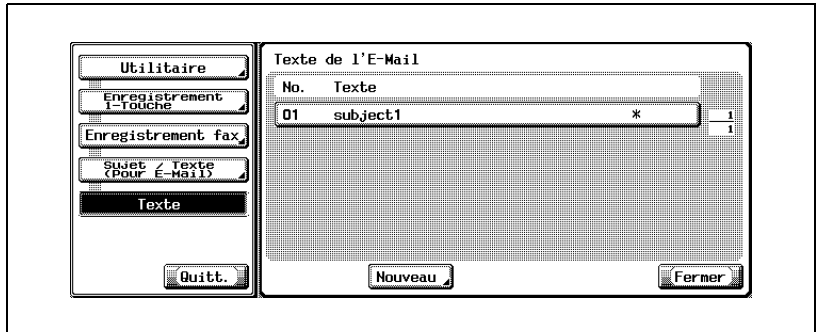 Utilitaire
Enregistrement
1-Touche
Enregistrement fax
Sujet / Texte
(Pour E-Mail)
Texte
Quitt.
Texte de l'E-Mail
No. Texte
01 subject1 *
1
1
Nouveau
Fermer